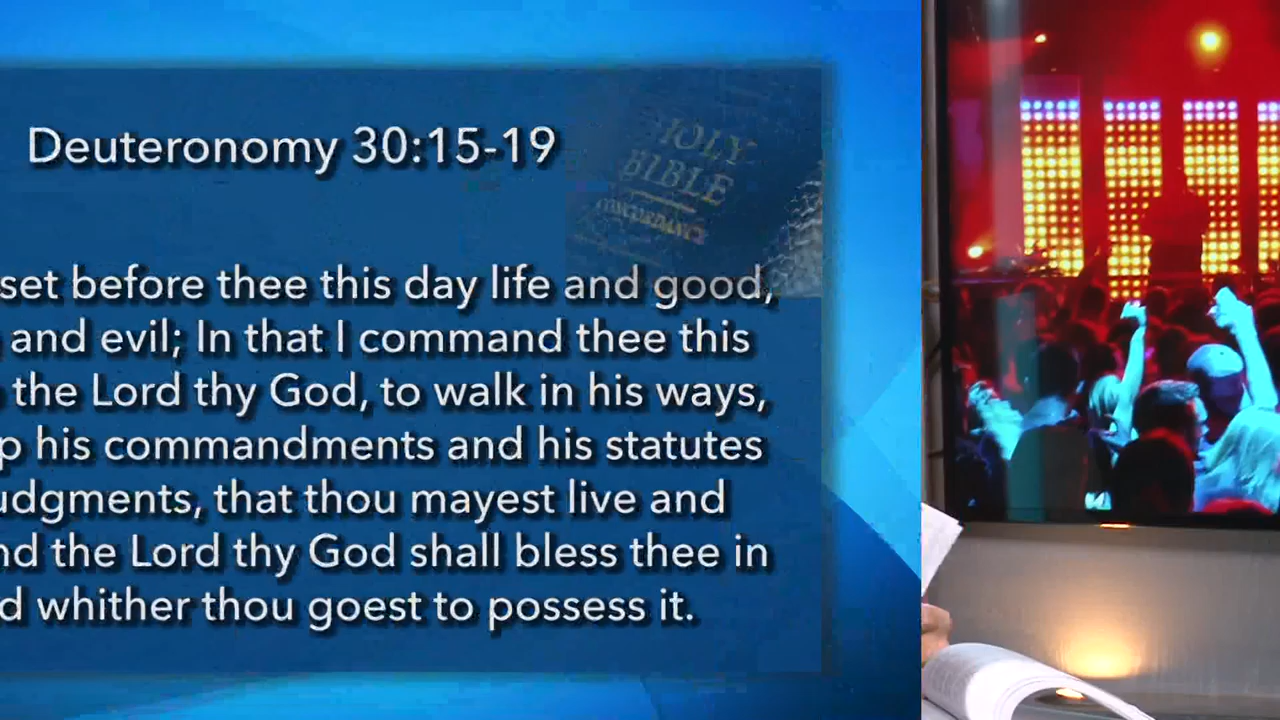 Deuteronomy 30:15-19
HOLY
BIBLE
set before thee this day life and good,
and evil; In that I command thee this
the Lord thy God, to walk in his ways,
p his commandments and his statutes
udgments, that thou mayest live and
nd the Lord thy God shall bless thee in
d whither thou goest to possess it.